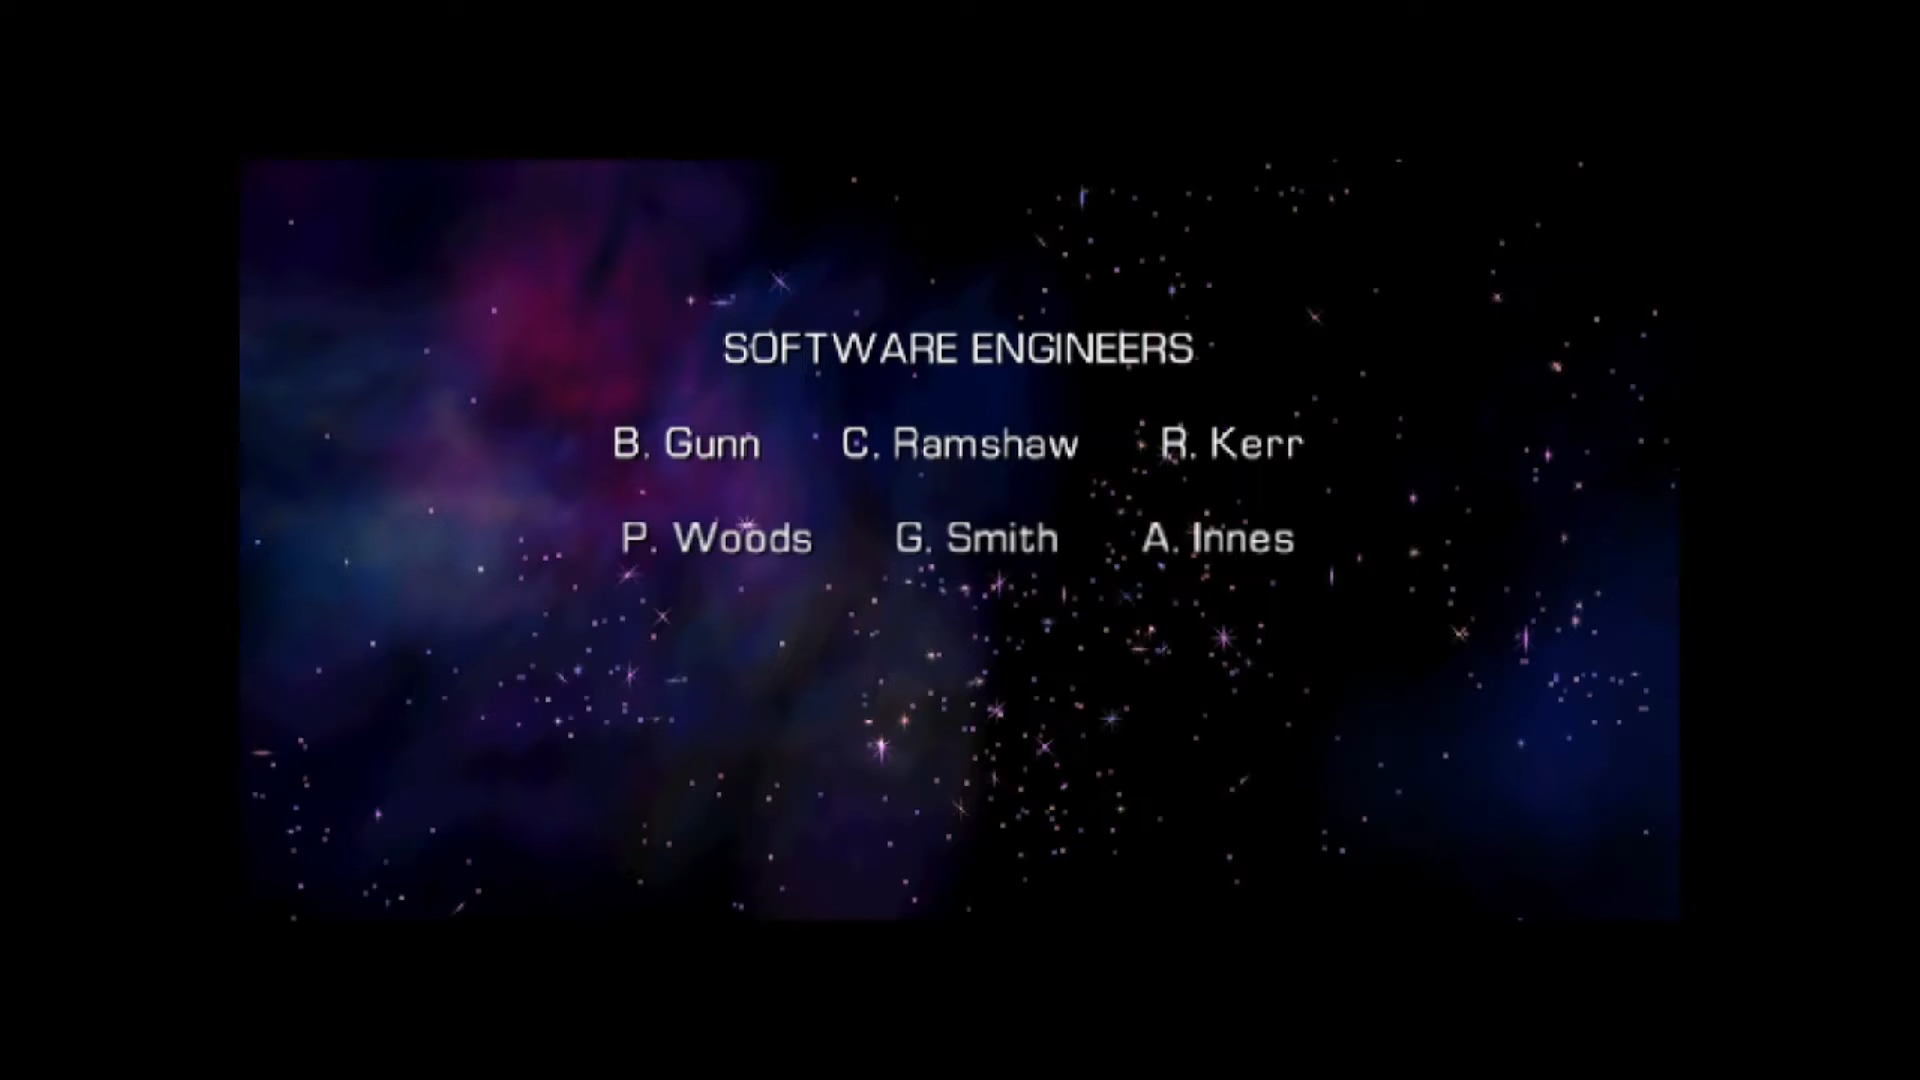 SOFTWARE ENGINEERS
B. Gunn C. Ramshaw R. Kerr
P. Woods G. Smith A. Innes